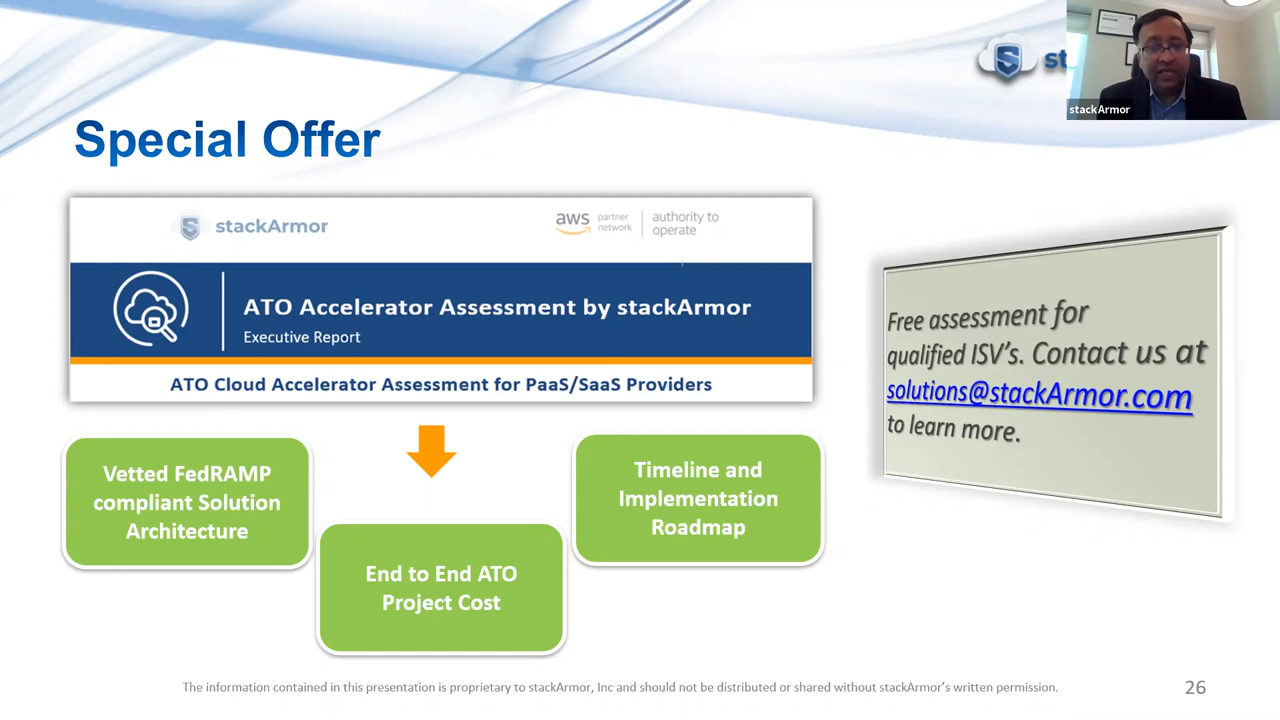 st
stackArmor
Special Offer
stackArmor
aws partner network
authority to operate
ATO Accelerator Assessment by stackArmor
Executive Report
ATO Cloud Accelerator Assessment for PaaS/SaaS Providers
Vetted FedRAMP
compliant Solution
Architecture
End to End ATO
Project Cost
Timeline and
Implementation
Roadmap
Free assessment for
qualified ISV's. Contact us at
solutions@stackArmor.com
to learn more.
The information contained in this presentation is proprietary to stackArmor, Inc and should not be distributed or shared without stackArmor's written permission.
26